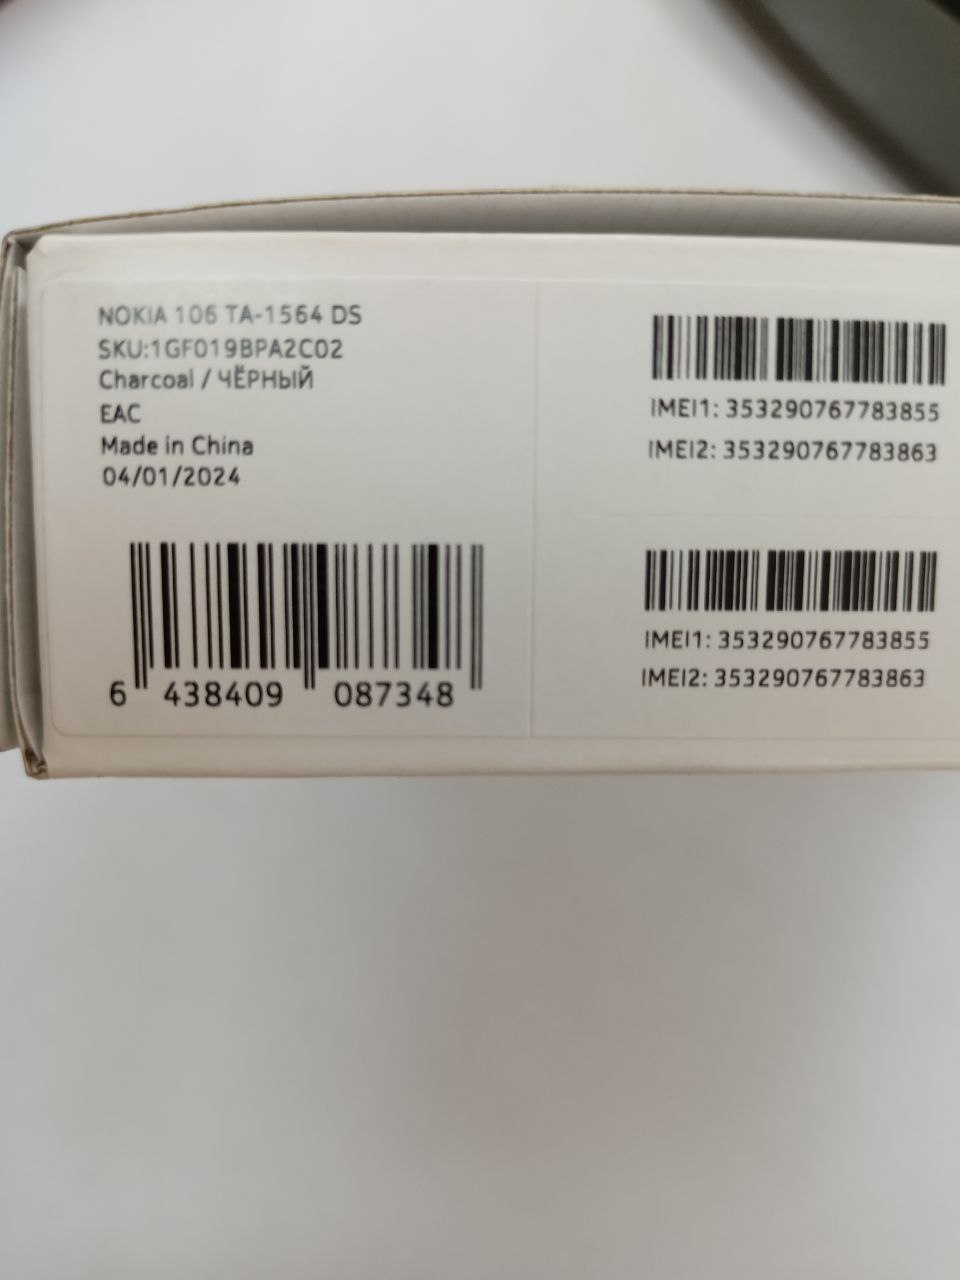 NOKIA 106 TA-1564 DS
SKU:1GF019BPA2C02
Charcoal / ЧЁРНЫЙ
EAC
Made in China
04/01/2024
6 438409 087348
IMEI1: 353290767783855
IMEI2: 353290767783863
IMEI1: 353290767783855
IMEI2: 353290767783863